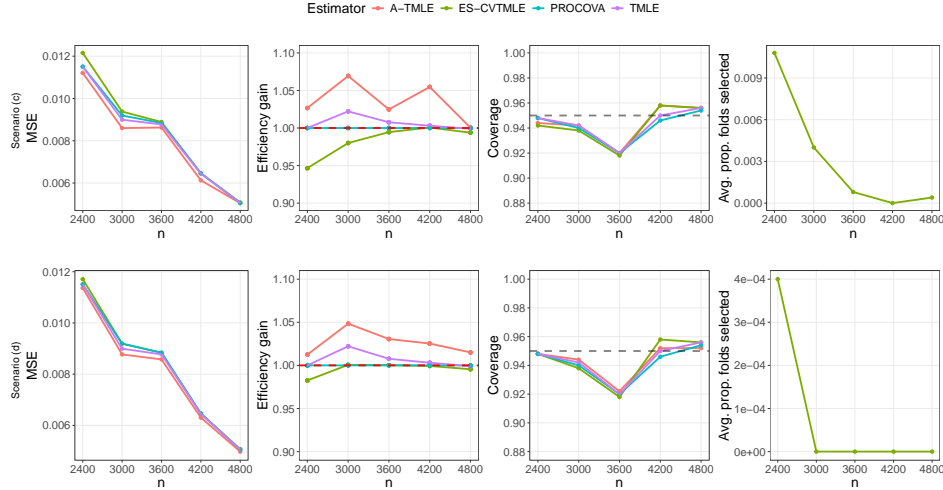 Estimator A-TMLE ES-CVTMLE PROCOVA TMLE
Scenario (c)
MSE
0.012
0.010
0.008
0.006
2400 3000 3600 4200 4800
n
Efficiency gain
1.10
1.05
1.00
0.95
0.90
2400 3000 3600 4200 4800
n
Coverage
1.00
0.98
0.96
0.94
0.92
0.90
0.88
2400 3000 3600 4200 4800
n
Avg. prop. folds selected
0.009
0.006
0.003
0.000
2400 3000 3600 4200 4800
n
Scenario (d)
MSE
0.012
0.010
0.008
0.006
2400 3000 3600 4200 4800
n
Efficiency gain
1.10
1.05
1.00
0.95
0.90
2400 3000 3600 4200 4800
n
Coverage
1.00
0.98
0.96
0.94
0.92
0.90
0.88
2400 3000 3600 4200 4800
n
Avg. prop. folds selected
4e-04
3e-04
2e-04
1e-04
0e+00
2400 3000 3600 4200 4800
n